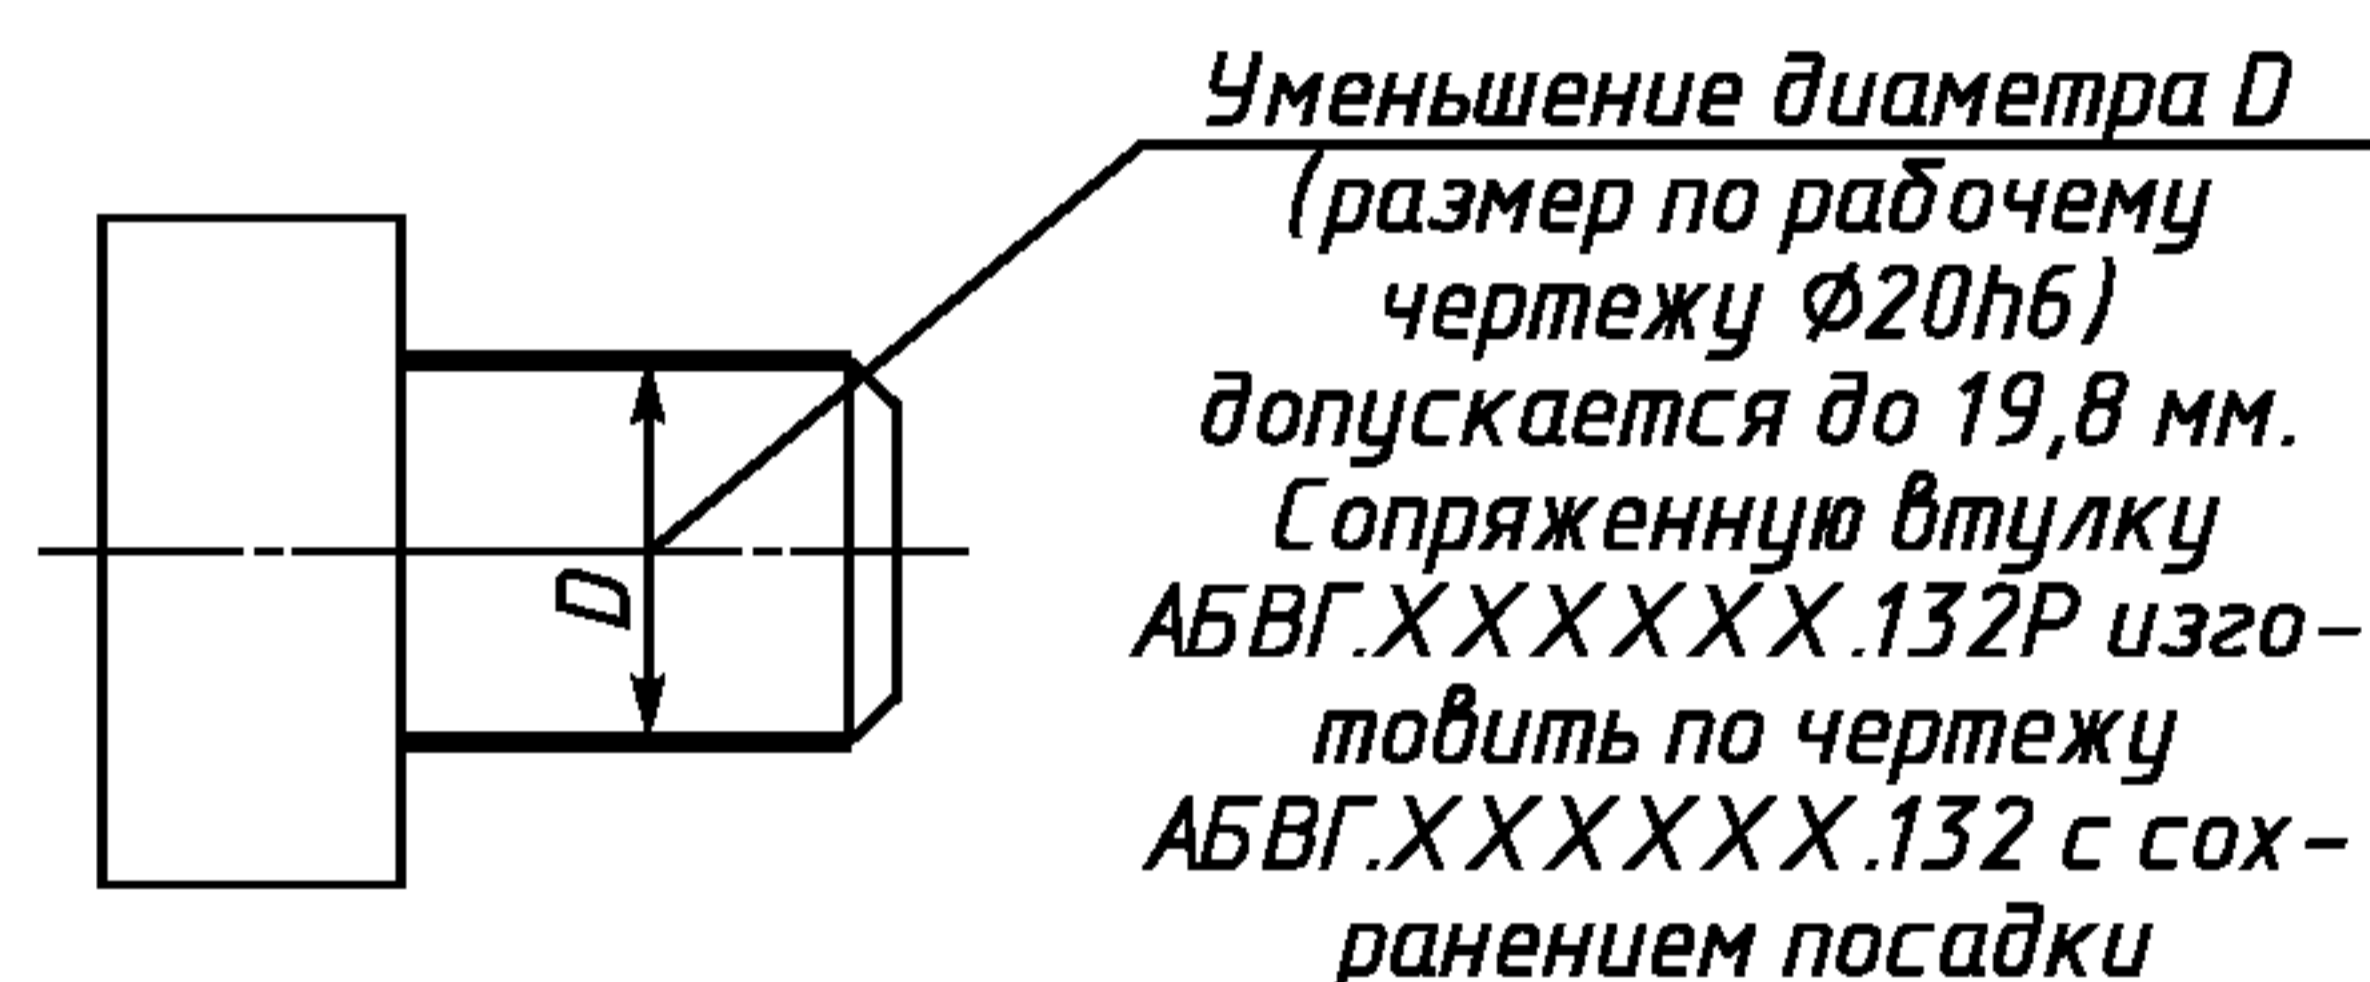 Уменьшение диаметра D
(размер по рабочему
чертежу Ø20h6)
допускается до 19,8 мм.
Сопряженную втулку
АБВГ.XXXXXX.132Р изго-
товить по чертежу
АБВГ.XXXXXX.132 с сох-
ранением посадки
D